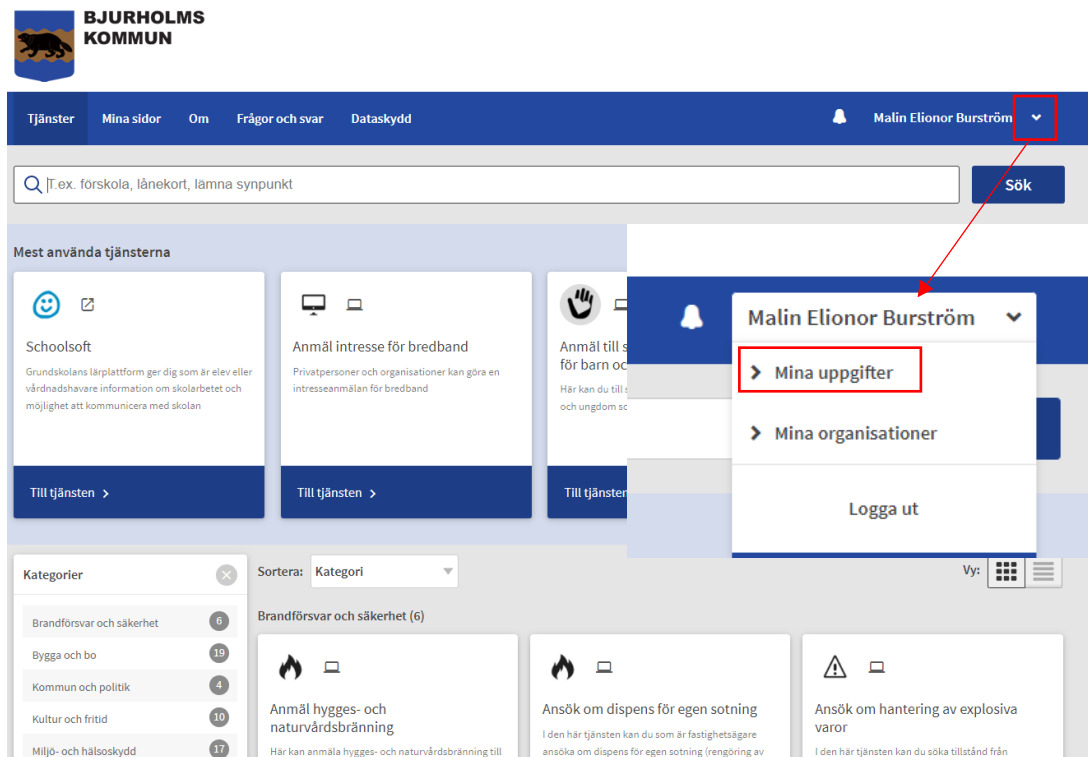 BJURHOLMS
KOMMUN
Tjänster Mina sidor Om Frågor och svar Dataskydd Malin Elionor Burström
T.ex. förskola, lånekort, lämna synpunkt Sök
Mest använda tjänsterna
Schoolsoft
Grundskolans lärplattform ger dig som är elev eller
vårdnadshavare information om skolarbetet och
möjlighet att kommunicera med skolan
Till tjänsten
Anmäl intresse för bredband
Privatpersoner och organisationer kan göra en
intresseanmälan för bredband
Till tjänsten
Anmäl till s
för barn oc
Här kan du till s
och ungdom so
Till tjänsten
Malin Elionor Burström
Mina uppgifter
Mina organisationer
Logga ut
Kategorier
Brandförsvar och säkerhet 6
Bygga och bo 19
Kommun och politik 4
Kultur och fritid 10
Miljö- och hälsoskydd 17
Sortera: Kategori Vy:
Brandförsvar och säkerhet (6)
Anmäl hygges- och
naturvårdsbränning
Här kan anmäla hygges- och naturvårdsbränning till
Ansök om dispens för egen sotning
I den här tjänsten kan du som är fastighetsägare
ansöka om dispens för egen sotning (rengöring av
Ansök om hantering av explosiva
varor
I den här tjänsten kan du söka tillstånd från